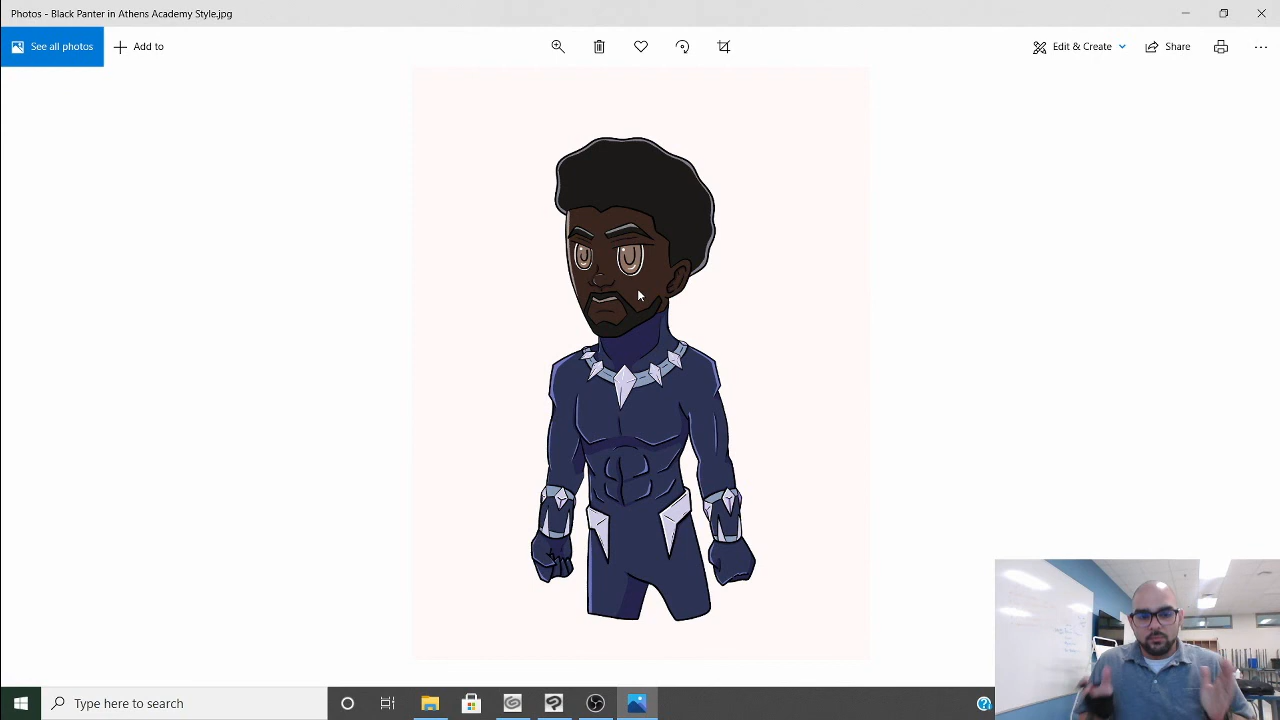 Photos - Black Panter in Athens Academy Style.jpg
See all photos
Add to
Edit & Create
Share
Type here to search